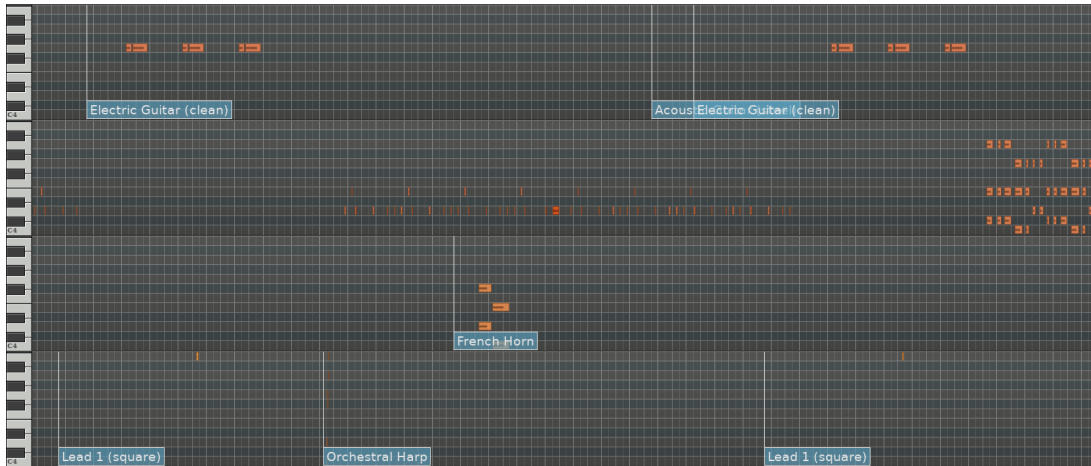 Electric Guitar (clean)
Acous
Electric Guitar (clean)
C4
C4
French Horn
C4
Lead 1 (square)
Orchestral Harp
Lead 1 (square)
C4